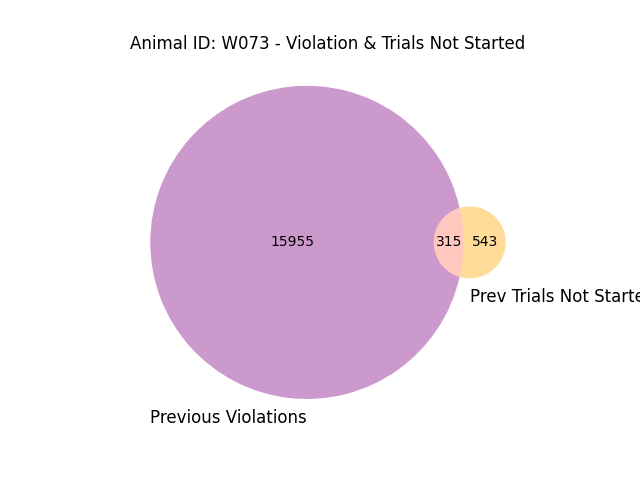 Animal ID: W073 - Violation & Trials Not Started
15955
315
543
Prev Trials Not Starte
Previous Violations